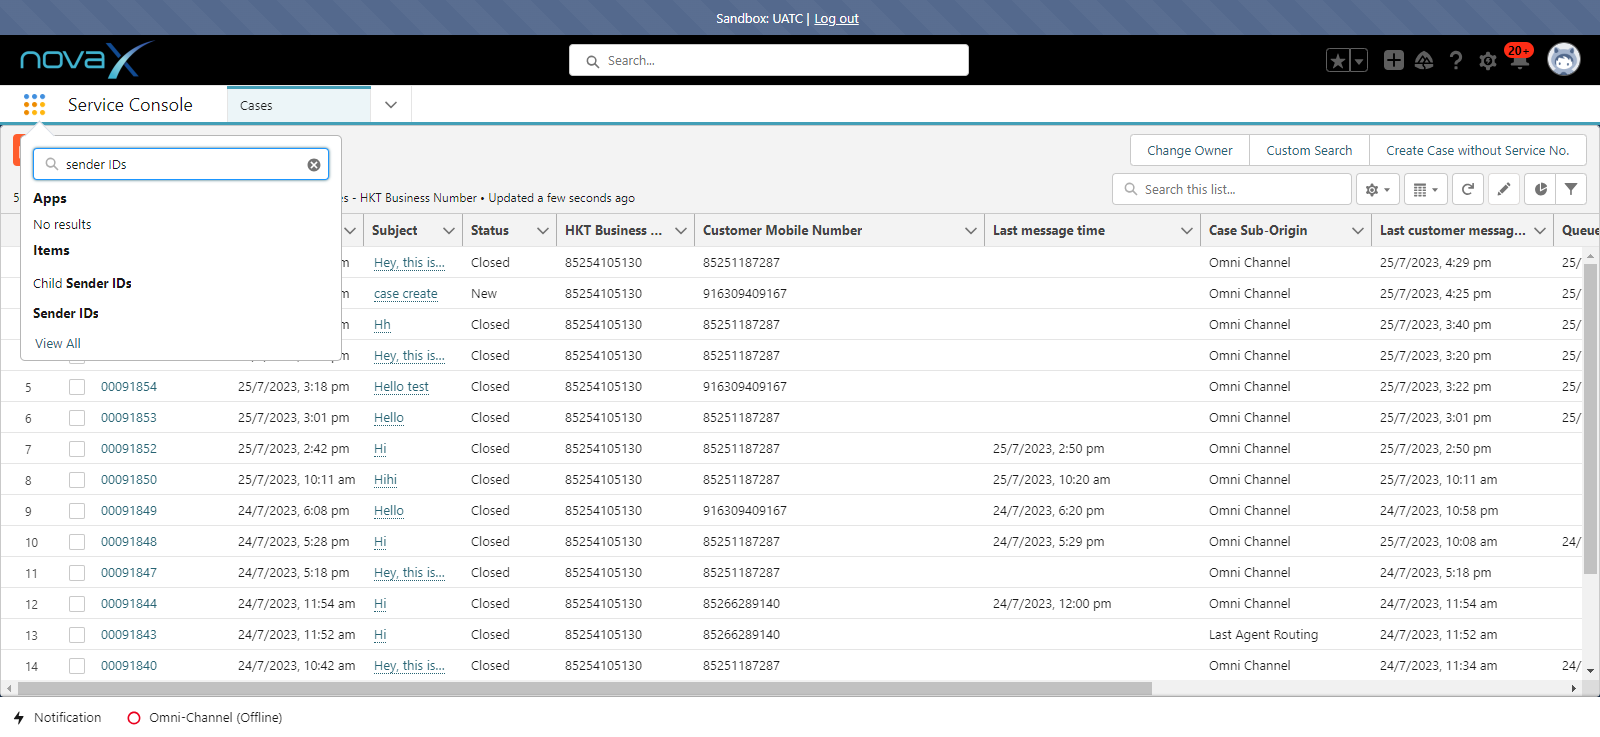 Sandbox: UATC | Log out
novaX
Search...
20+
Service Console
Cases
sender IDs
Apps
No results
Items
Child Sender IDs
Sender IDs
View All
Change Owner Custom Search Create Case without Service No.
5 s - HKT Business Number • Updated a few seconds ago
Search this list...
Subject Status HKT Business ... Customer Mobile Number Last message time Case Sub-Origin Last customer messag... Queue
m Hey, this is... Closed 85254105130 85251187287 Omni Channel 25/7/2023, 4:29 pm 25/
m case create New 85254105130 916309409167 Omni Channel 25/7/2023, 4:25 pm 25/
m Hh Closed 85254105130 85251187287 Omni Channel 25/7/2023, 3:40 pm 25/
m Hey, this is... Closed 85254105130 85251187287 Omni Channel 25/7/2023, 3:20 pm 25/
5 00091854 25/7/2023, 3:18 pm Hello test Closed 85254105130 916309409167 Omni Channel 25/7/2023, 3:22 pm 25/
6 00091853 25/7/2023, 3:01 pm Hello Closed 85254105130 85251187287 Omni Channel 25/7/2023, 3:01 pm 25/
7 00091852 25/7/2023, 2:42 pm Hi Closed 85254105130 85251187287 25/7/2023, 2:50 pm Omni Channel 25/7/2023, 2:50 pm
8 00091850 25/7/2023, 10:11 am Hihi Closed 85254105130 85251187287 25/7/2023, 10:20 am Omni Channel 25/7/2023, 10:11 am
9 00091849 24/7/2023, 6:08 pm Hello Closed 85254105130 916309409167 24/7/2023, 6:20 pm Omni Channel 24/7/2023, 10:58 pm
10 00091848 24/7/2023, 5:28 pm Hi Closed 85254105130 85251187287 24/7/2023, 5:29 pm Omni Channel 25/7/2023, 10:08 am 24/
11 00091847 24/7/2023, 5:18 pm Hey, this is... Closed 85254105130 85251187287 Omni Channel 24/7/2023, 5:18 pm
12 00091844 24/7/2023, 11:54 am Hi Closed 85254105130 85266289140 24/7/2023, 12:00 pm Omni Channel 24/7/2023, 11:54 am
13 00091843 24/7/2023, 11:52 am Hi Closed 85254105130 85266289140 Last Agent Routing 24/7/2023, 11:52 am
14 00091840 24/7/2023, 10:42 am Hey, this is... Closed 85254105130 85251187287 Omni Channel 24/7/2023, 11:34 am 24/
Notification Omni-Channel (Offline)